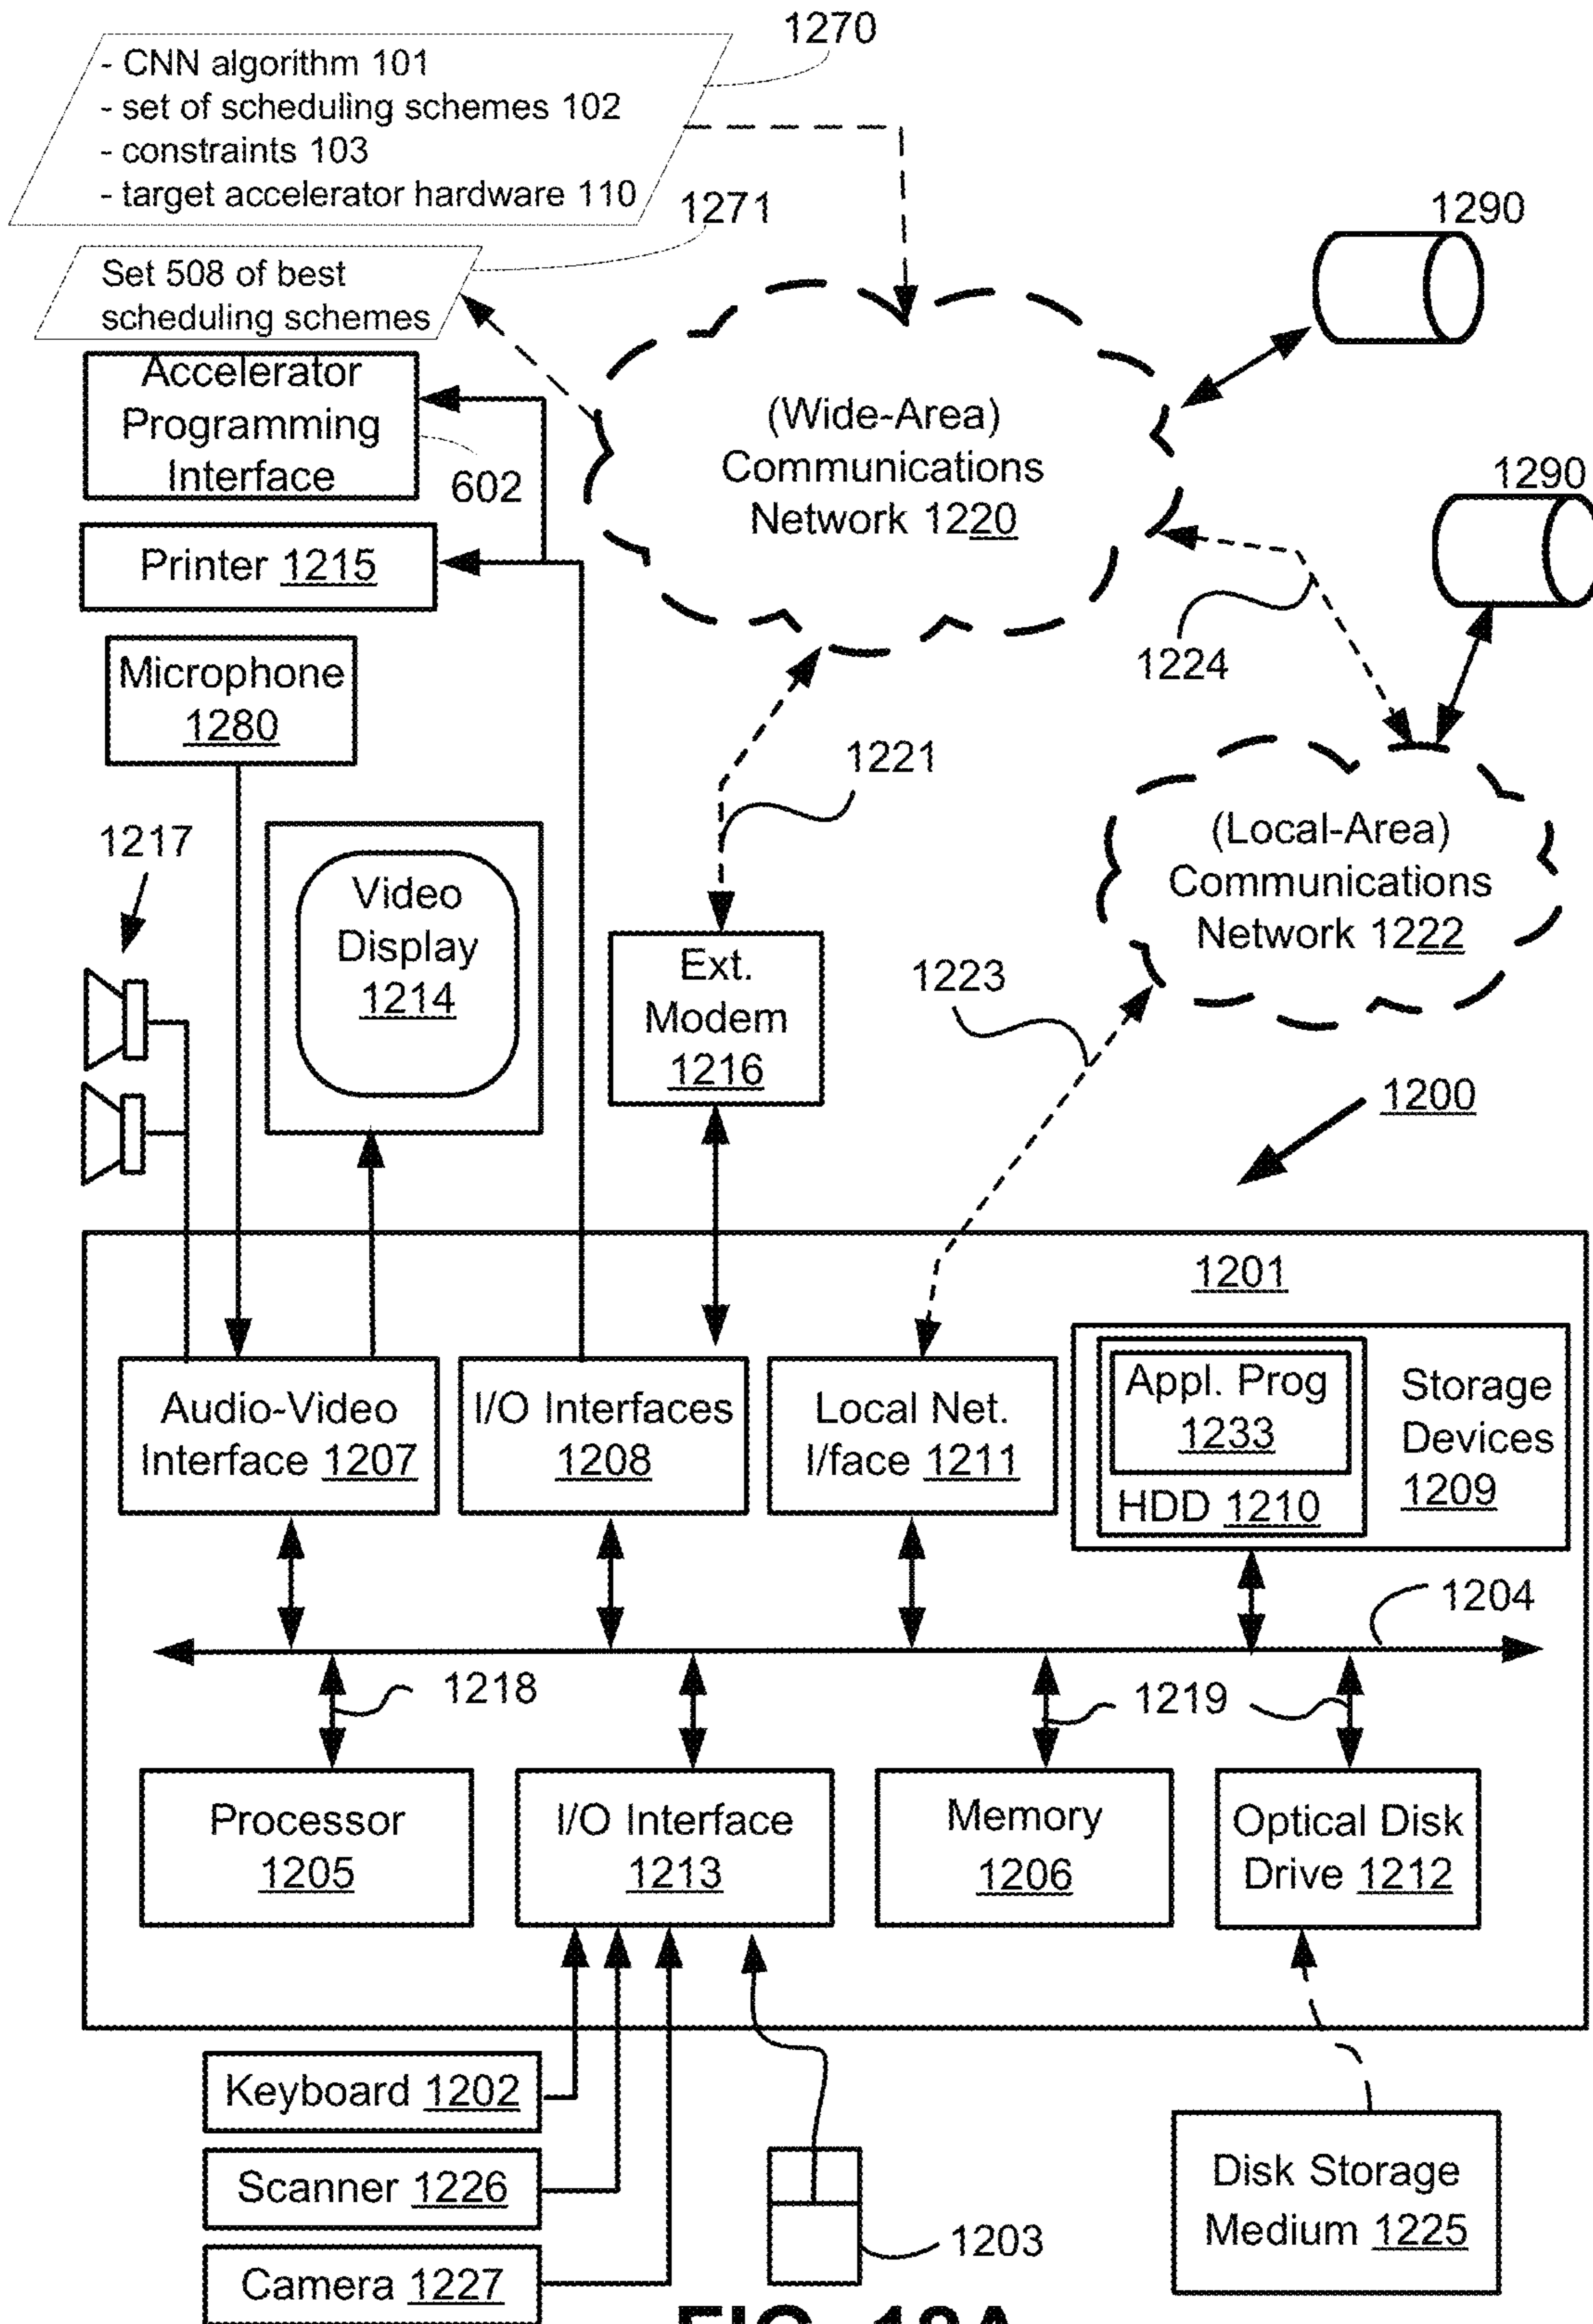 1270
- CNN algorithm 101
- set of scheduling schemes 102
- constraints 103
- target accelerator hardware 110
1271
1290
Set 508 of best
scheduling schemes
Accelerator
Programming
Interface
602
(Wide-Area)
Communications
Network 1220
1290
Printer 1215
1224
Microphone
1280
1221
1217
Video
Display
1214
(Local-Area)
Communications
Network 1222
Ext.
Modem
1216
1223
1200
1201
Audio-Video
Interface 1207
I/O Interfaces
1208
Local Net.
I/face 1211
Appl. Prog
1233
HDD 1210
Storage
Devices
1209
1204
1218
1219
Processor
1205
I/O Interface
1213
Memory
1206
Optical Disk
Drive 1212
Keyboard 1202
Scanner 1226
Camera 1227
1203
Disk Storage
Medium 1225
FIG. 12A